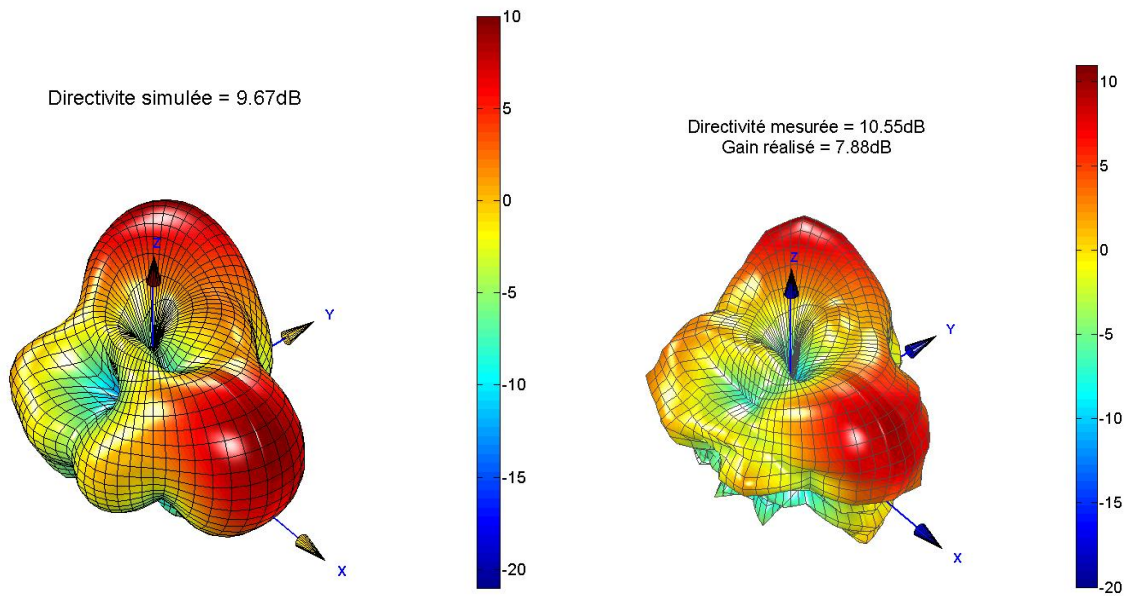 Directivite simulée = 9.67dB
10
5
0
-5
-10
-15
-20
Z
Y
X
Directivité mesurée = 10.55dB
Gain réalisé = 7.88dB
10
5
0
-5
-10
-15
-20
Z
Y
X